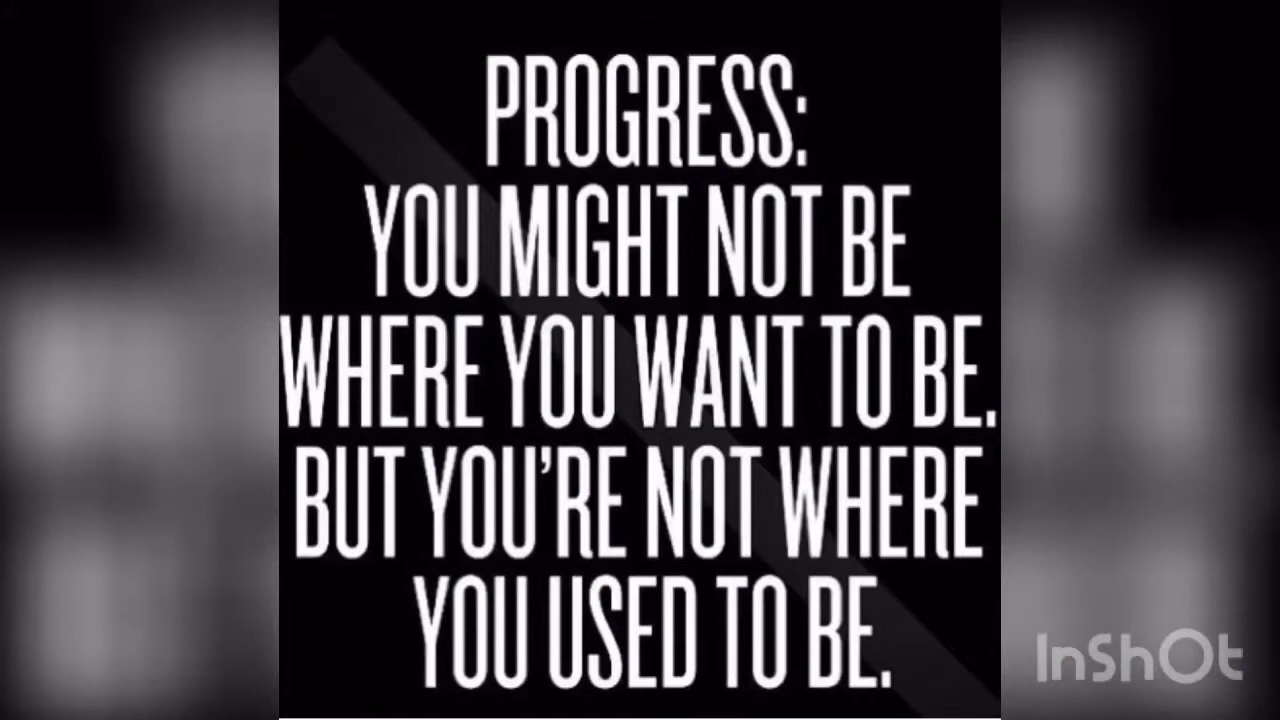 PROGRESS:
YOU MIGHT NOT BE
WHERE YOU WANT TO BE.
BUT YOU'RE NOT WHERE
YOU USED TO BE.
InShOt